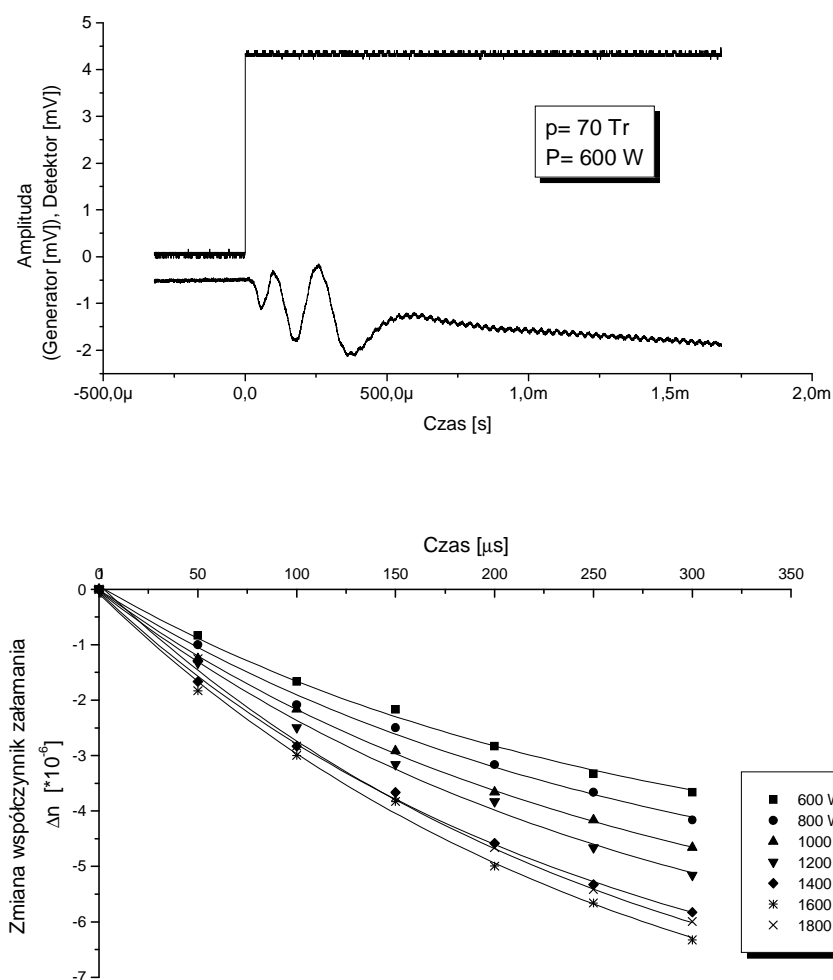 5
4
3
2
1
0
-1
-2
Amplituda
(Generator [mV]), Detektor [mV])
p= 70 Tr
P= 600 W
-500,0µ
0,0
500,0µ
1,0m
1,5m
2,0m
Czas [s]
Czas [µs]
0
50
100
150
200
250
300
350
0
-1
-2
-3
-4
-5
-6
-7
Zmiana współczynnik załamania
Δn [*10-6]
600 W
800 W
1000
1200
1400
1600
1800